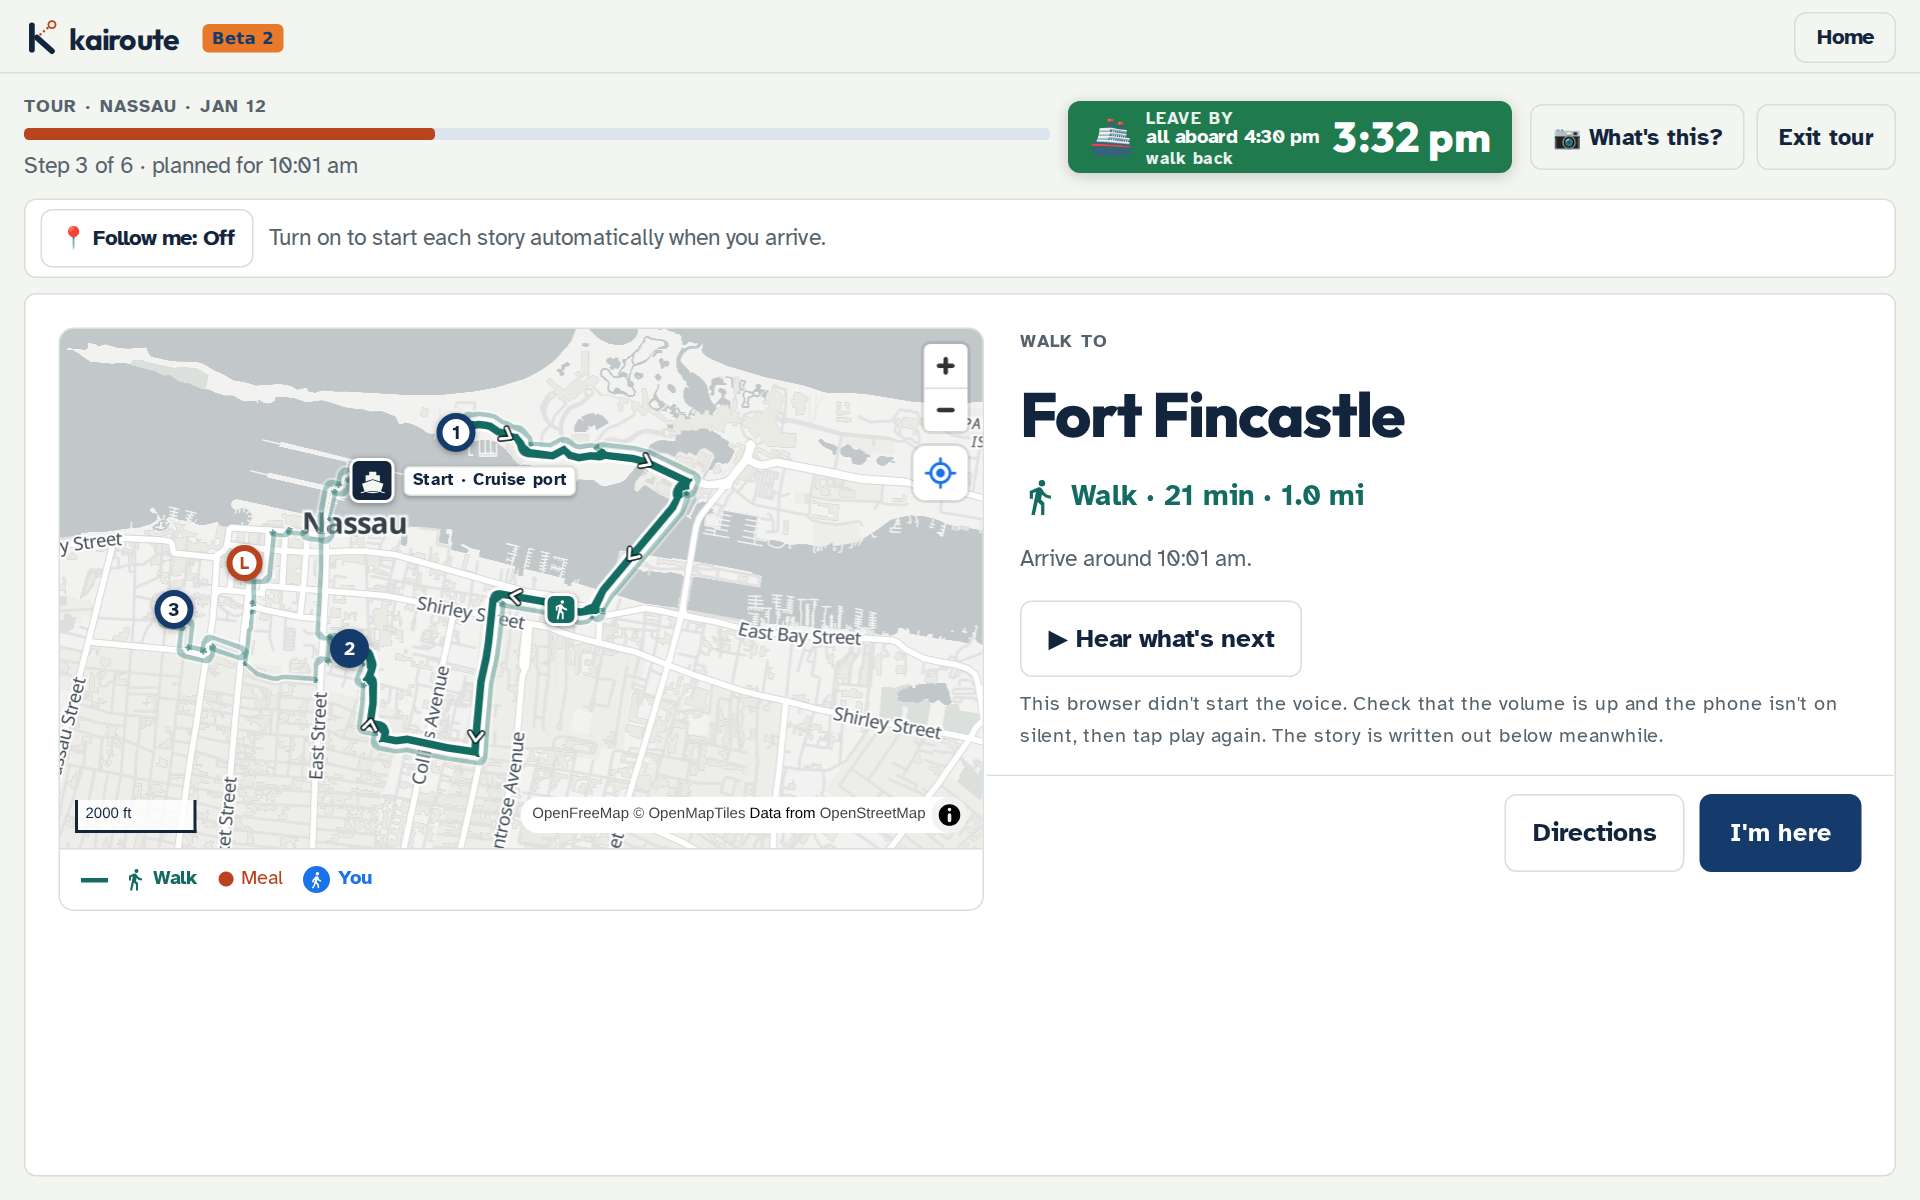 kairoute
Beta 2
Home
TOUR · NASSAU · JAN 12
Step 3 of 6 · planned for 10:01 am
LEAVE BY
all aboard 4:30 pm
walk back
3:32 pm
What's this?
Exit tour
Follow me: Off
Turn on to start each story automatically when you arrive.
1
Start · Cruise port
Nassau
y Street
L
3
2
Shirley S eet
East Bay Street
Shirley Street
East Street
Avenue
ntrose Avenue
ssau Street
et Street
2000 ft
OpenFreeMap © OpenMapTiles Data from OpenStreetMap
Walk
Meal
You
WALK TO
Fort Fincastle
Walk · 21 min · 1.0 mi
Arrive around 10:01 am.
▶ Hear what's next
This browser didn't start the voice. Check that the volume is up and the phone isn't on
silent, then tap play again. The story is written out below meanwhile.
Directions
I'm here